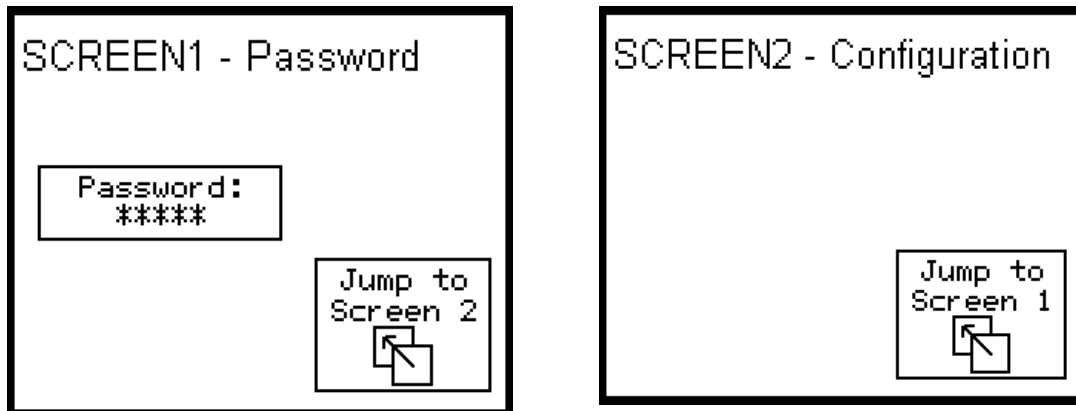 SCREEN1 - Password
Password:
*****
Jump to
Screen 2
SCREEN2 - Configuration
Jump to
Screen 1